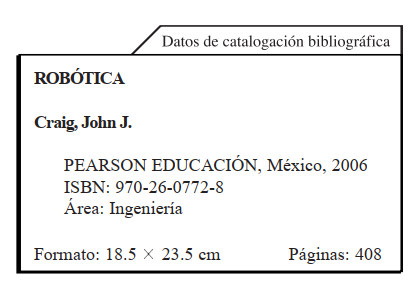 Datos de catalogación bibliográfica
ROBÓTICA
Craig, John J.
PEARSON EDUCACIÓN, México, 2006
ISBN: 970-26-0772-8
Área: Ingeniería
Formato: 18.5 × 23.5 cm Páginas: 408